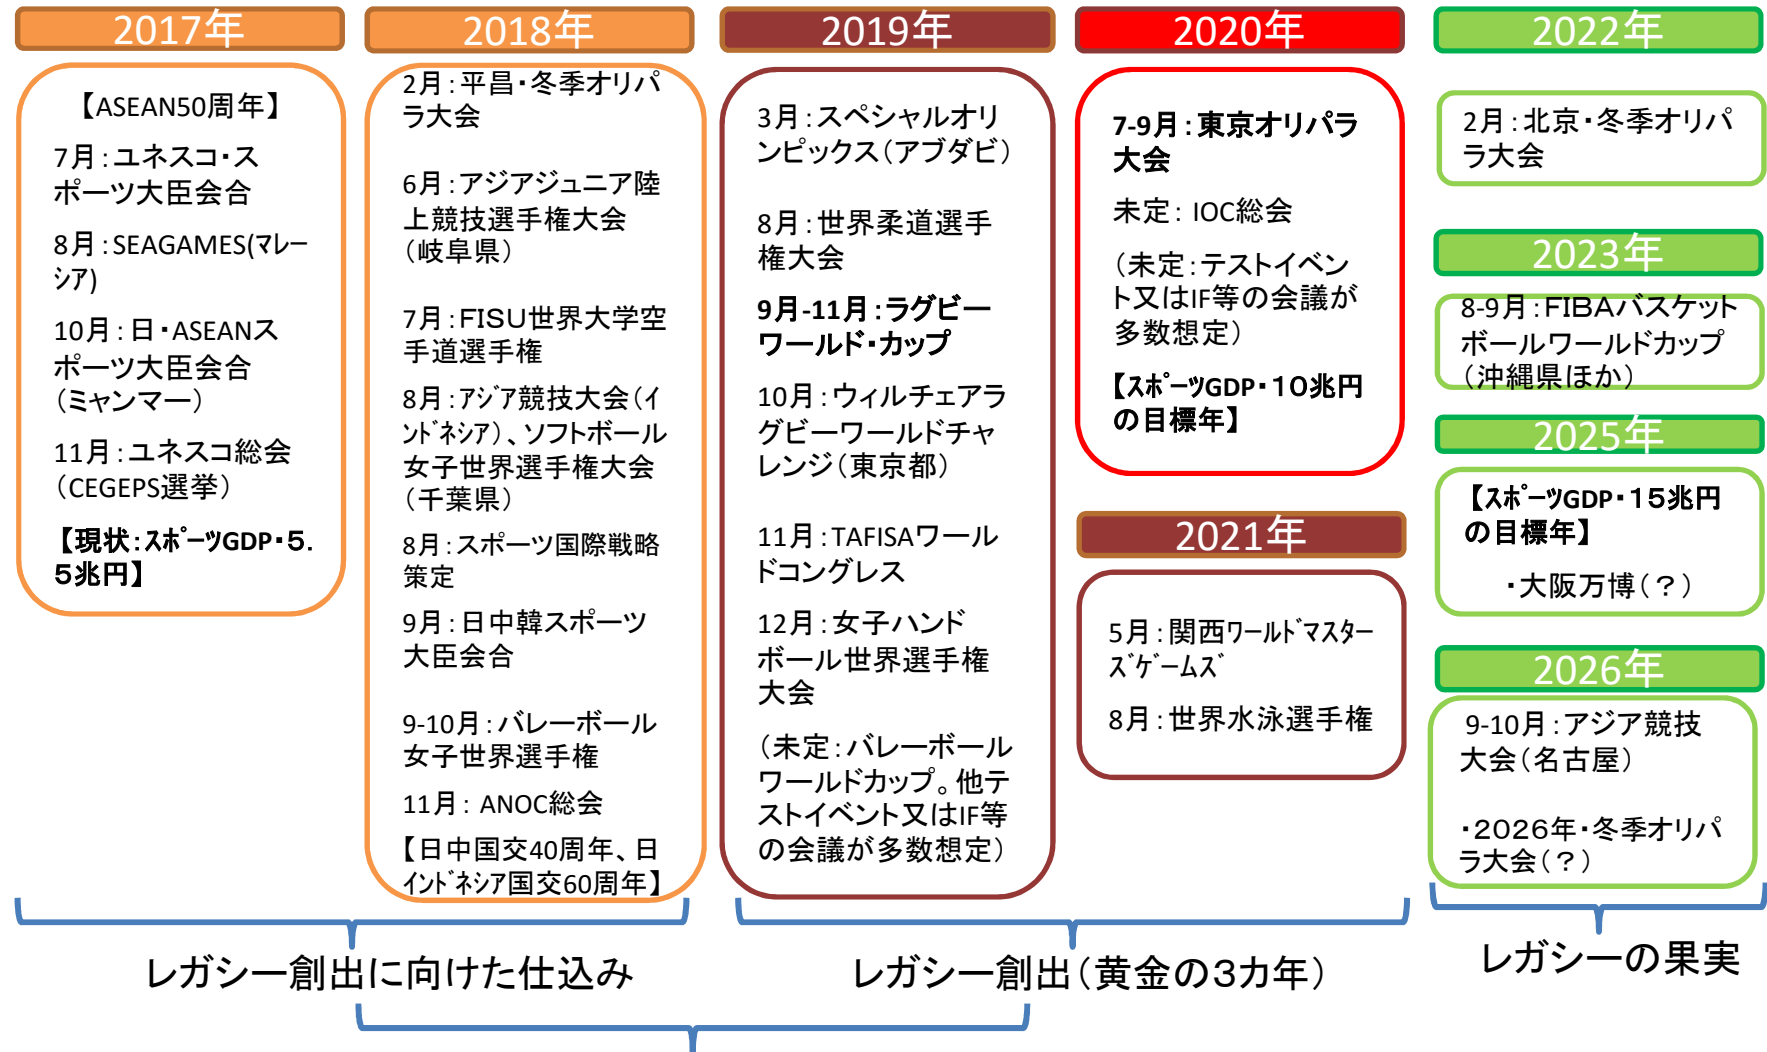 2017年
【ASEAN50周年】
7月：ユネスコ・ス
ポーツ大臣会合
8月：SEAGAMES(ﾏﾚｰ
ｼｱ)
10月：日・ASEANス
ポーツ大臣会合
（ミャンマー）
11月：ユネスコ総会
（CEGEPS選挙）
【現状：ｽﾎﾟｰﾂGDP・５．
５兆円】
2018年
2月：平昌・冬季オリパ
ラ大会
6月：アジアジュニア陸
上競技選手権大会
（岐阜県）
7月：ＦＩＳＵ世界大学空
手道選手権
8月：ｱｼﾞｱ競技大会（ｲ
ﾝﾄﾞﾈｼｱ）、ソフトボール
女子世界選手権大会
（千葉県）
8月：スポーツ国際戦略
策定
9月：日中韓スポーツ
大臣会合
9-10月：バレーボール
女子世界選手権
11月： ANOC総会
【日中国交40周年、日
ｲﾝﾄﾞﾈｼｱ国交60周年】
2019年
3月：スペシャルオリ
ンピックス（アブダビ）
8月：世界柔道選手
権大会
9月-11月：ラグビー
ワールド・カップ
10月：ウィルチェアラ
グビーワールドチャ
レンジ（東京都）
11月：TAFISAワール
ドコングレス
12月：女子ハンド
ボール世界選手権
大会
（未定：バレーボール
ワールドカップ。他テ
ストイベント又はIF等
の会議が多数想定）
2020年
7-9月：東京オリパラ
大会
未定： IOC総会
（未定：テストイベン
ト又はIF等の会議が
多数想定）
【ｽﾎﾟｰﾂGDP・１０兆円
の目標年】
2021年
5月：関西ﾜｰﾙﾄﾞﾏｽﾀｰ
ｽﾞｹﾞｰﾑｽﾞ
8月：世界水泳選手権
2022年
2月：北京・冬季オリパ
ラ大会
2023年
8-9月：ＦＩＢＡバスケット
ボールワールドカップ
（沖縄県ほか）
2025年
【ｽﾎﾟｰﾂGDP・１５兆円
の目標年】
・大阪万博（？）
2026年
9-10月：アジア競技
大会（名古屋）
・２０２６年・冬季オリパ
ラ大会（？）
レガシー創出に向けた仕込み
レガシー創出（黄金の３カ年）
レガシーの果実